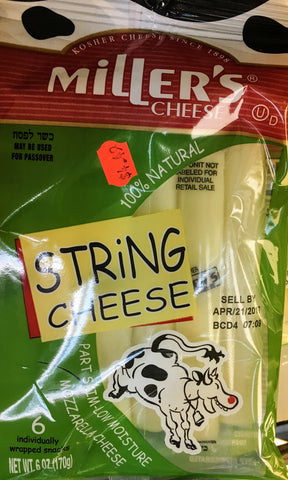 KOSHER CHEESE SINCE 1898
MiLLER'S®
CHEESE
U D
כשר לפסח
MAY BE USED
FOR PASSOVER
100% NATURAL
UNIT NOT
LABELED FOR
INDIVIDUAL
RETAIL SALE
STRiNG
CHEESE
SELL BY
APR/21/201
BCD4 07:09
PART SKIM-LOW MOISTURE
MOZZARELLA CHEESE
6
individually
wrapped snacks
NET WT. 6 OZ (170g)